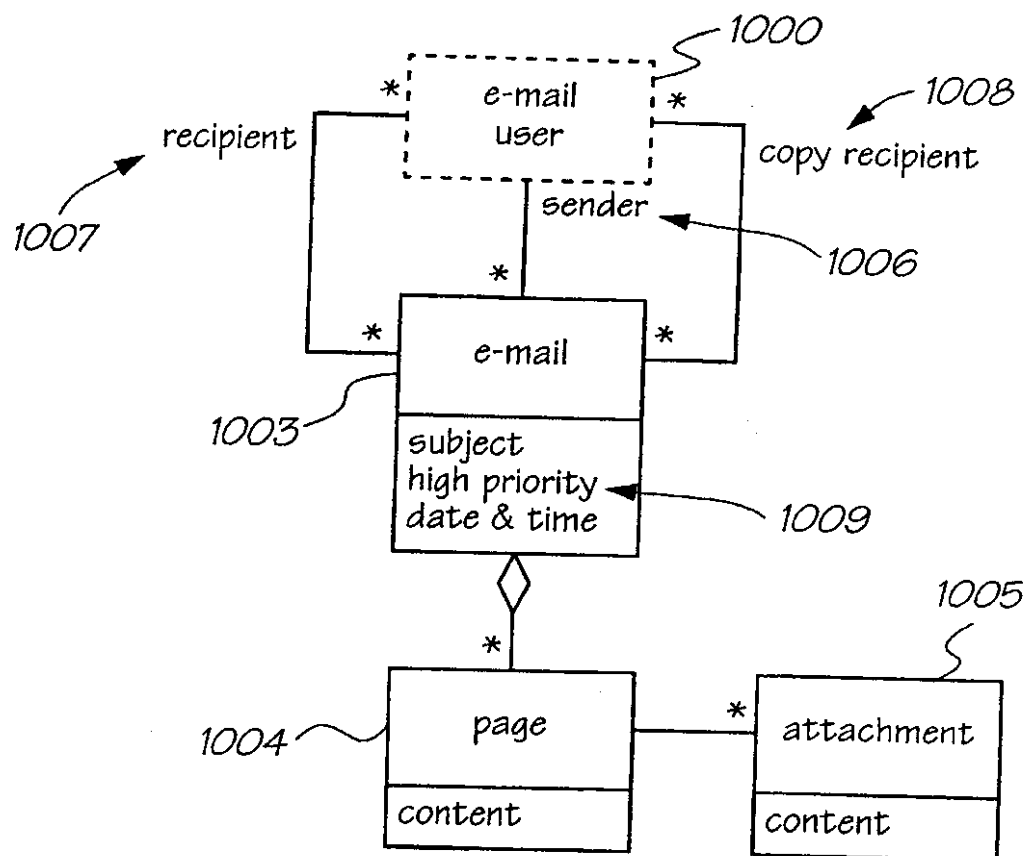 1000
*
e-mail
user
*
1008
recipient
copy recipient
1007
sender
1006
*
*
e-mail
*
1003
subject
high priority
date & time
1009
1005
*
1004
page
*
attachment
content
content